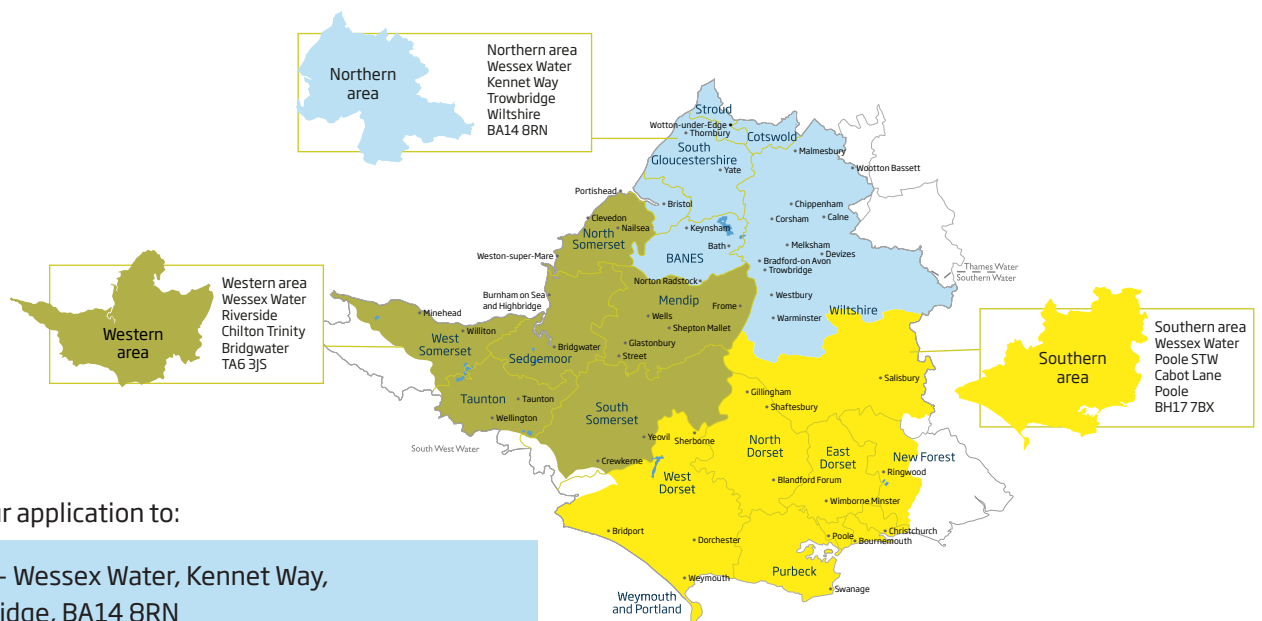 Northern
area
Northern area
Wessex Water
Kennet Way
Trowbridge
Wiltshire
BA14 8RN
Stroud
Wotton-under-Edge
Thornbury
Cotswold
South
Gloucestershire
Malmesbury
Yate
Wootton Bassett
Portishead
Bristol
Chippenham
Clevedon
Corsham
Calne
Nailsea
Keynsham
North
Somerset
Bath
Melksham
Devizes
Weston-super-Mare
BANES
Bradford-on Avon
Trowbridge
Thames Water
Southern Water
Norton Radstock
Burnham on Sea
and Highbridge
Mendip
Frome
Westbury
Wiltshire
Warminster
Western
area
Western area
Wessex Water
Riverside
Chilton Trinity
Bridgwater
TA6 3JS
Minehead
Williton
West
Somerset
Sedgemoor
Bridgwater
Wells
Shepton Mallet
Glastonbury
Street
Southern
area
Southern area
Wessex Water
Poole STW
Cabot Lane
Poole
BH17 7BX
Salisbury
Gillingham
Shaftesbury
Taunton
Taunton
Wellington
South
Somerset
Yeovil
Sherborne
North
Dorset
East
Dorset
New Forest
Ringwood
South West Water
Crewkerne
West
Dorset
Blandford Forum
Wimborne Minster
Bridport
Dorchester
Poole
Christchurch
Bournemouth
Purbeck
Weymouth
Swanage
Weymouth
and Portland
ur application to:
- Wessex Water, Kennet Way,
ridge, BA14 8RN